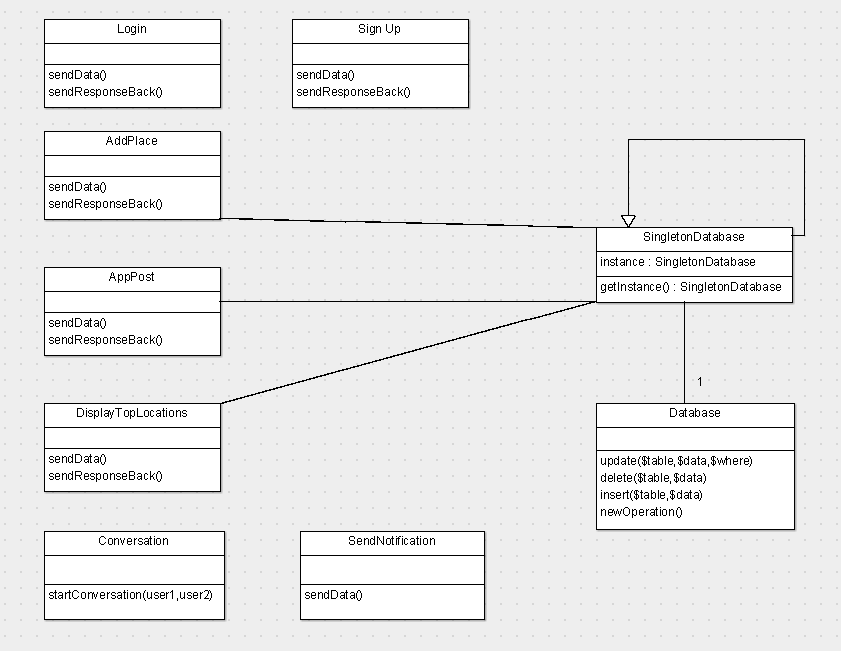 Login
sendData()
sendResponseBack()
Sign Up
sendData()
sendResponseBack()
AddPlace
sendData()
sendResponseBack()
SingletonDatabase
instance : SingletonDatabase
getInstance() : SingletonDatabase
AppPost
sendData()
sendResponseBack()
1
DisplayTopLocations
sendData()
sendResponseBack()
Database
update($table,$data,$where)
delete($table,$data)
insert($table,$data)
newOperation()
Conversation
startConversation(user1,user2)
SendNotification
sendData()